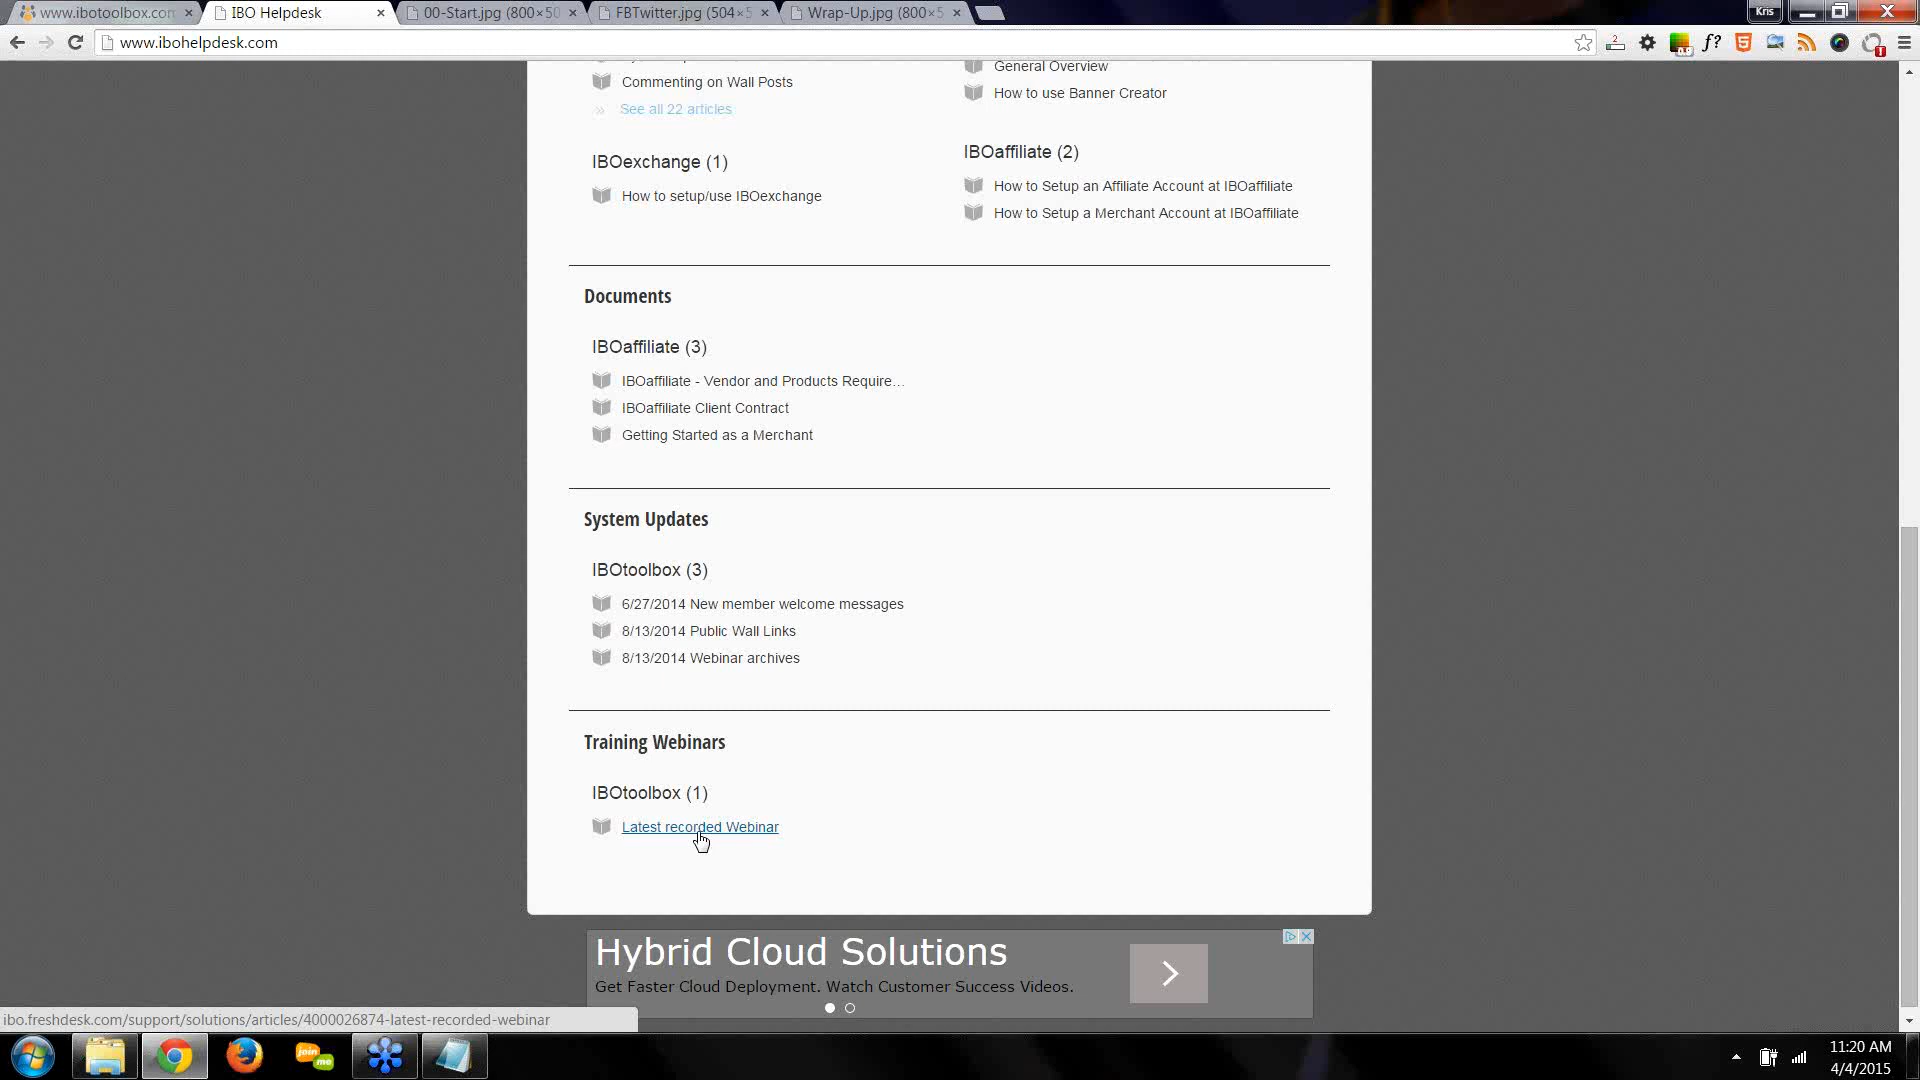 www.ibotoolbox.com
IBO Helpdesk
00-Start.jpg (800×50
FBTwitter.jpg (504×5
Wrap-Up.jpg (800×5
Kris
www.ibohelpdesk.com
2
f?
Commenting on Wall Posts
See all 22 articles
General Overview
How to use Banner Creator
IBOexchange (1)
How to setup/use IBOexchange
IBOaffiliate (2)
How to Setup an Affiliate Account at IBOaffiliate
How to Setup a Merchant Account at IBOaffiliate
Documents
IBOaffiliate (3)
IBOaffiliate - Vendor and Products Require…
IBOaffiliate Client Contract
Getting Started as a Merchant
System Updates
IBOtoolbox (3)
6/27/2014 New member welcome messages
8/13/2014 Public Wall Links
8/13/2014 Webinar archives
Training Webinars
IBOtoolbox (1)
Latest recorded Webinar
Hybrid Cloud Solutions
Get Faster Cloud Deployment. Watch Customer Success Videos.
ibo.freshdesk.com/support/solutions/articles/4000026874-latest-recorded-webinar
join me
11:20 AM
4/4/2015